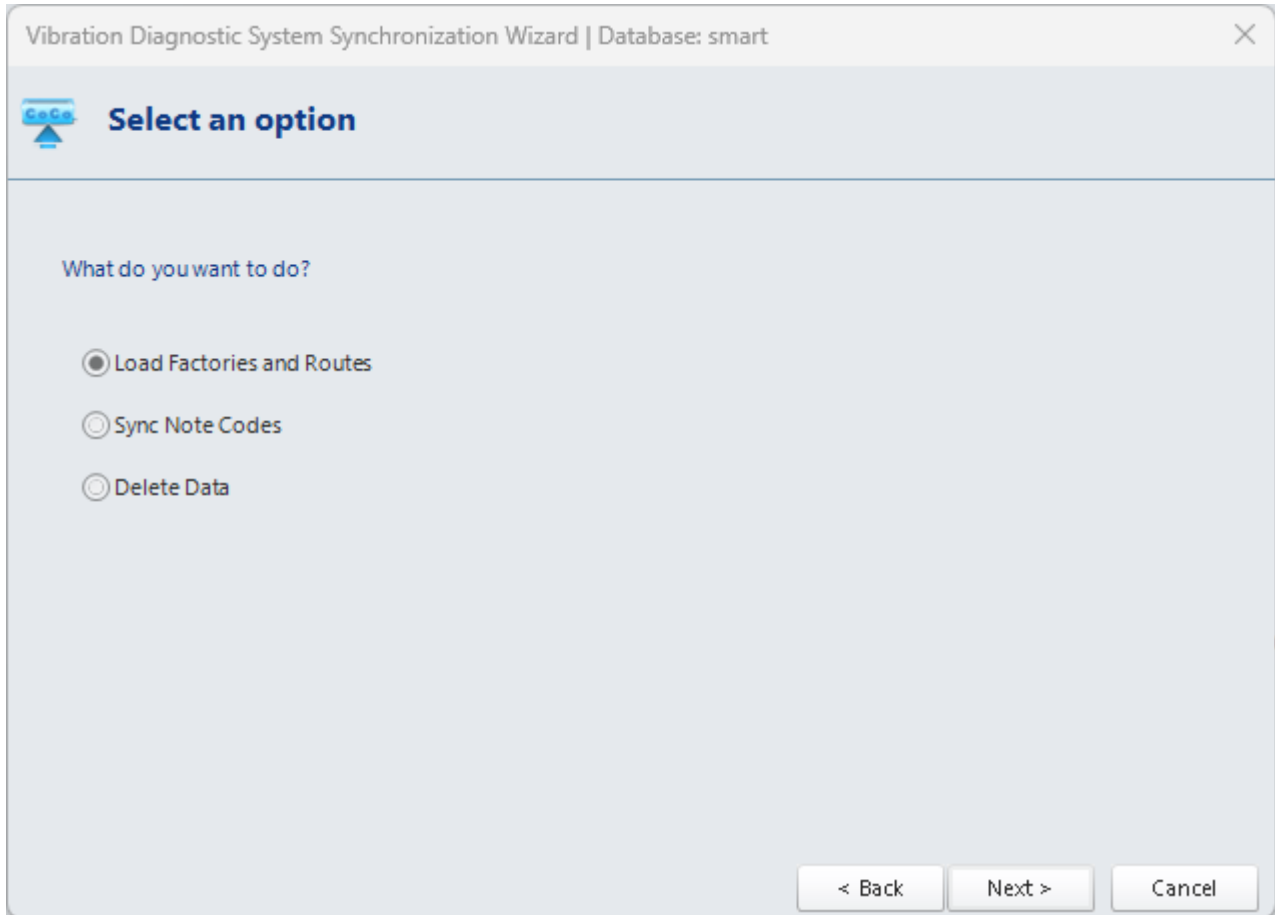 Vibration Diagnostic System Synchronization Wizard | Database: smart
CoCo
Select an option
What do you want to do?
Load Factories and Routes
Sync Note Codes
Delete Data
< Back
Next >
Cancel